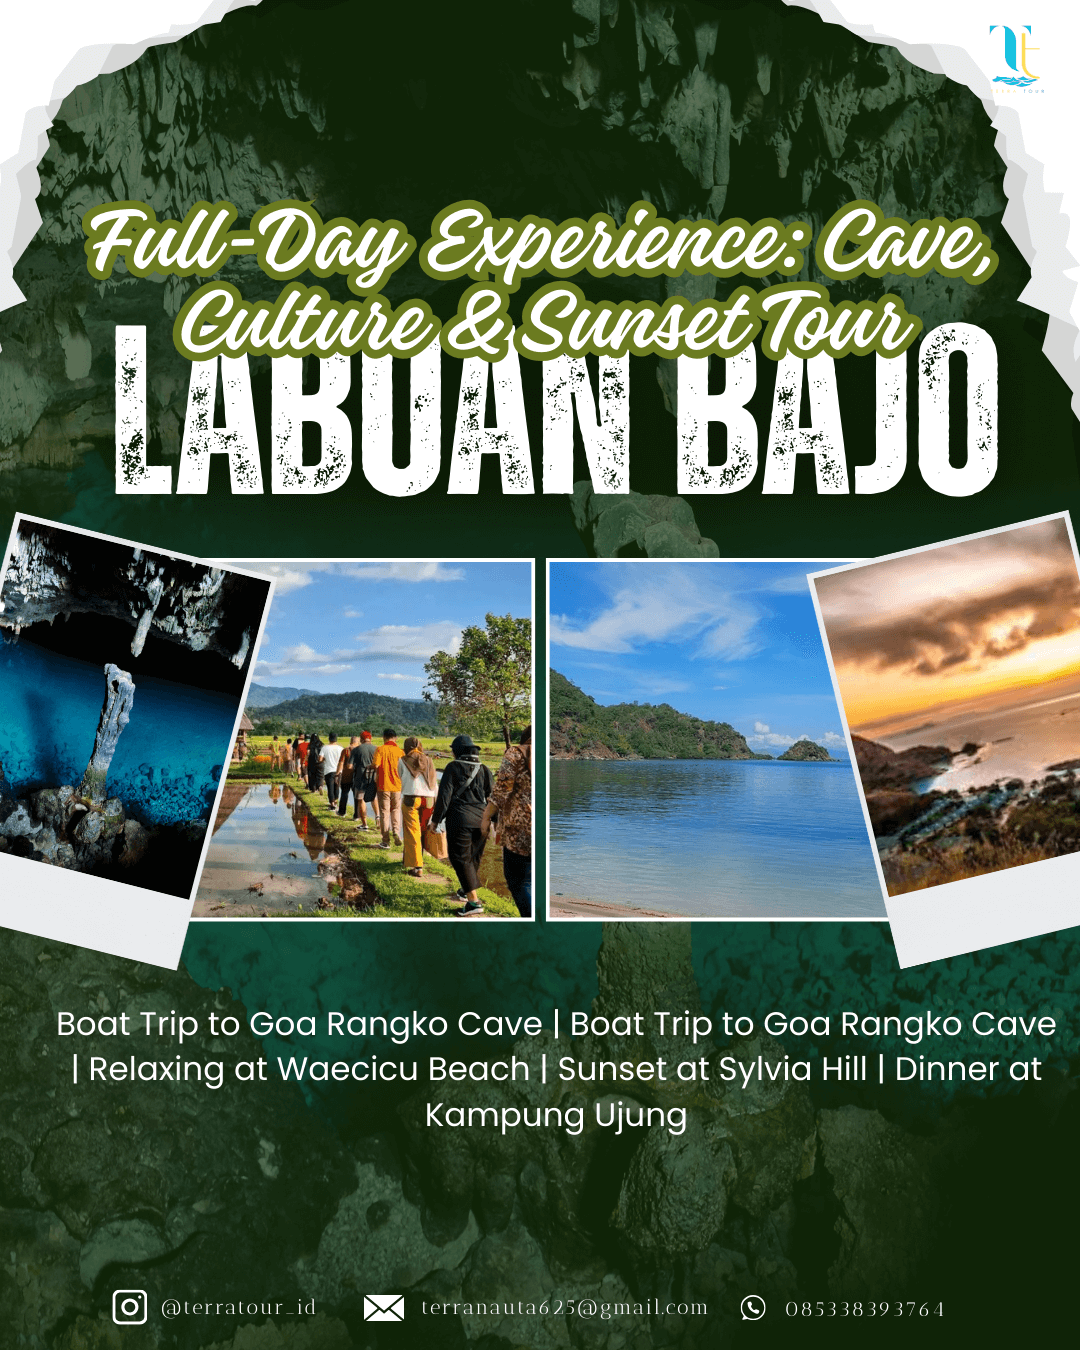 TOUR
Full-Day Experience: Cave,
Culture & Sunset Tour
LABUAN BAJO
Boat Trip to Goa Rangko Cave | Boat Trip to Goa Rangko Cave
| Relaxing at Waecicu Beach | Sunset at Sylvia Hill | Dinner at
Kampung Ujung
@terratour_id
terranauta625@gmail.com
085338393764